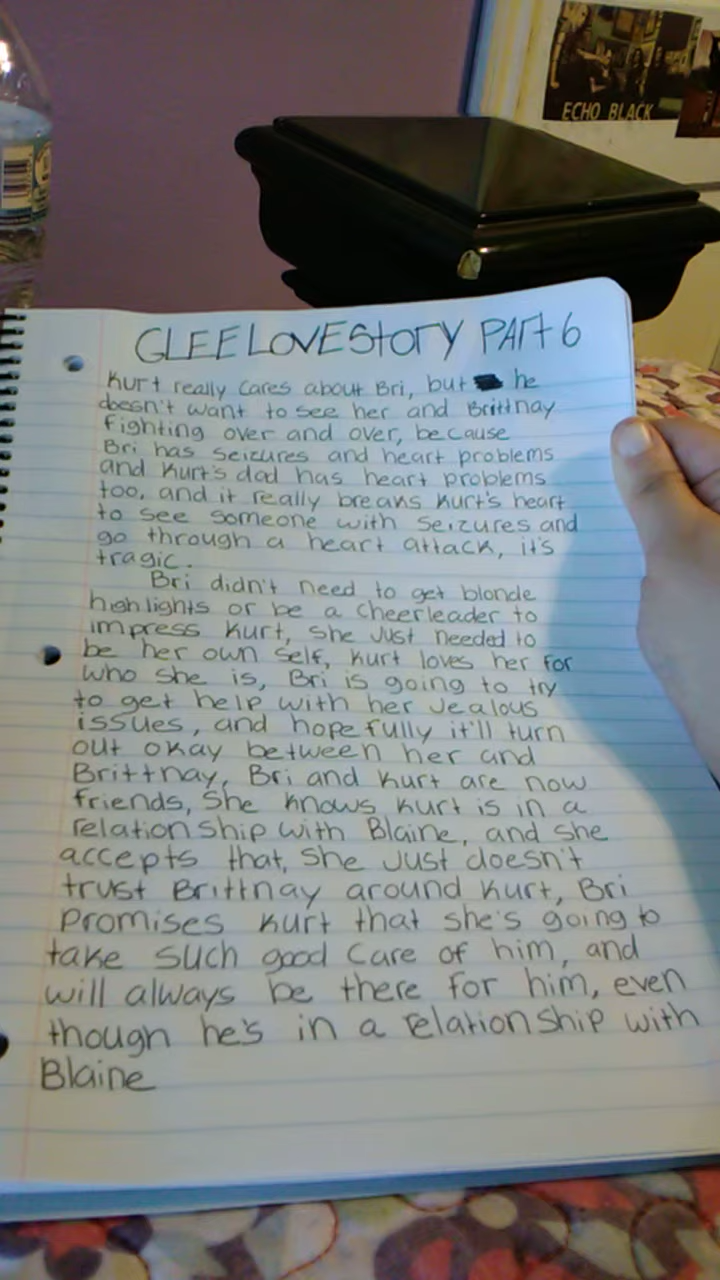 ECHO BLACK
GLEE LOVE StorY PArt 6
Kurt really cares about Bri, but he
doesn't want to see her and Brittnay
fighting over and over, because
Bri has seizures and heart problems
and Kurt's dad has heart problems
too, and it really breaks Kurt's heart
to see someone with seizures and
go through a heart attack, it's
tragic.
Bri didn't need to get blonde
highlights or be a cheerleader to
impress Kurt, she just needed to
be her own self, Kurt loves her for
who she is, Bri is going to try
to get help with her jealous
issues, and hopefully it'll turn
out okay between her and
Brittnay, Bri and Kurt are now
friends, she knows Kurt is in a
relationship with Blaine, and she
accepts that, she just doesn't
trust Brittnay around Kurt, Bri
promises Kurt that she's going to
take such good care of him, and
will always be there for him, even
though he's in a relationship with
Blaine